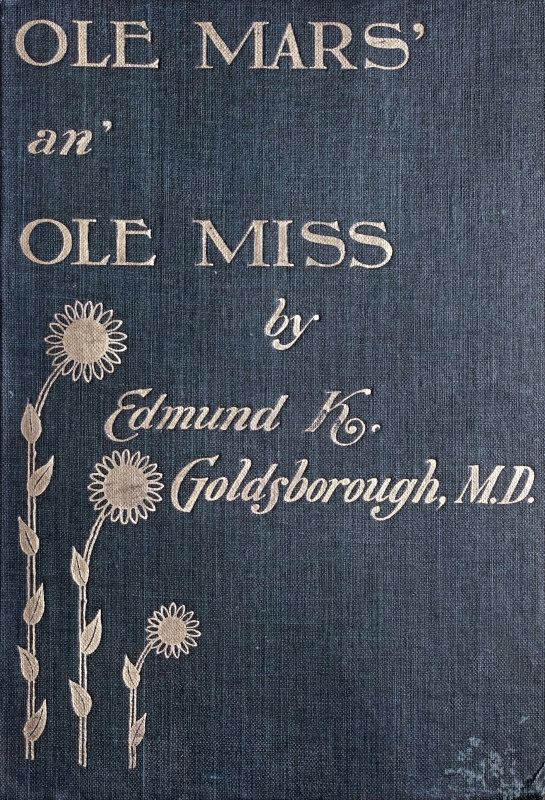 OLE MARS'
an'
OLE MISS
by
Edmund K.
Goldsborough, M.D.